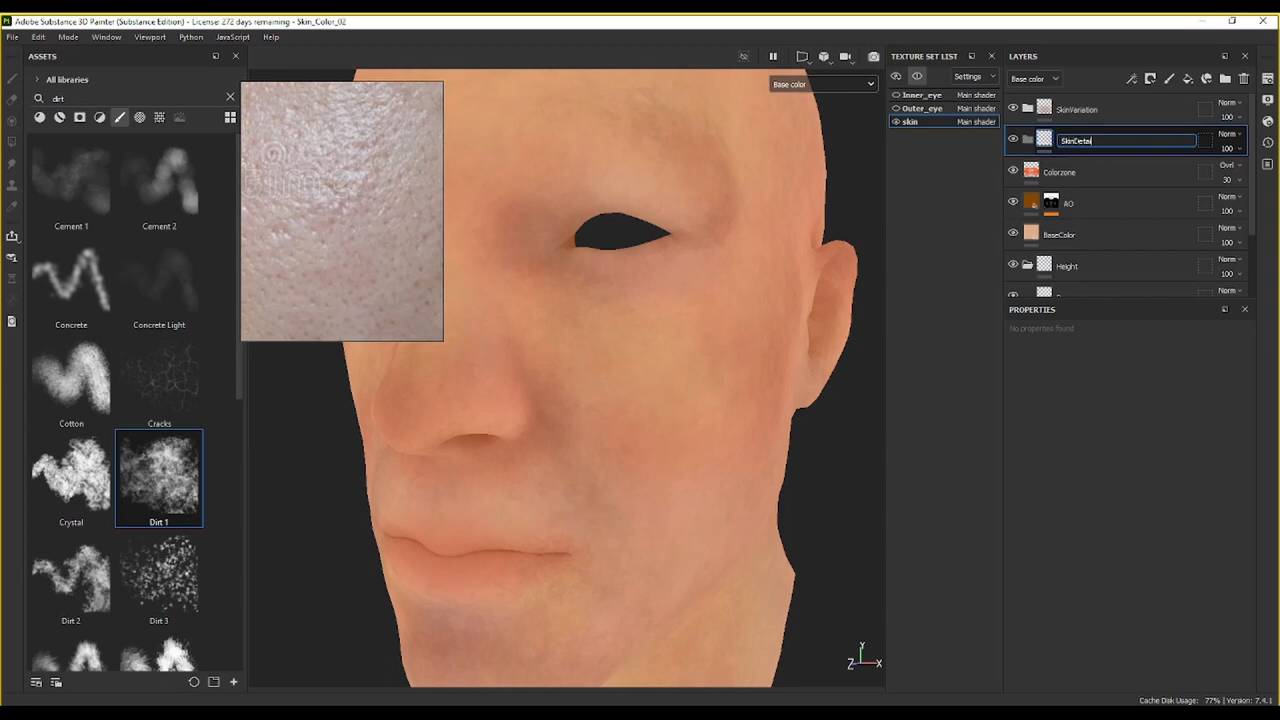 Adobe Substance 3D Painter (Substance Edition) - License: 272 days remaining - Skin_Color_02
File Edit Mode Window Viewport Python JavaScript Help
ASSETS
All libraries
dirt
Cement 1 Cement 2
Concrete Concrete Light
Cotton Cracks
Crystal Dirt 1
Dirt 2 Dirt 3
Base color
TEXTURE SET LIST
Settings
Inner_eye Main shader
Outer_eye Main shader
skin Main shader
LAYERS
Base color
SkinVariation Norm 100
SkinDetai Norm 100
Colorzone Ovrl 30
AO Norm 100
BaseColor Norm 100
Height Norm 100
Norm
PROPERTIES
No properties found
Y
Z X
Cache Disk Usage: 77% | Version: 7.4.1